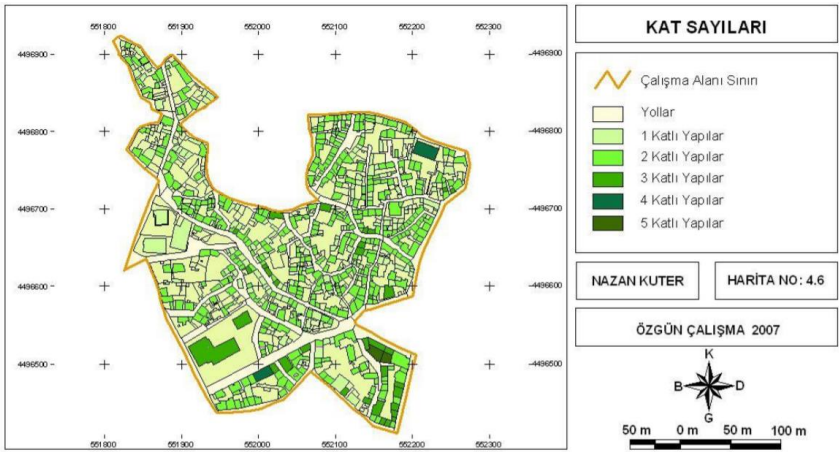 551800 551900 552000 552100 552200 552300
4496900 4496900
4496800 4496800
4496700 4496700
4496600 4496600
4496500 4496500
551800 551900 552000 552100 552200 552300
KAT SAYILARI
Çalışma Alanı Sınırı
Yollar
1 Katlı Yapılar
2 Katlı Yapılar
3 Katlı Yapılar
4 Katlı Yapılar
5 Katlı Yapılar
NAZAN KUTER
HARİTA NO: 4.6
ÖZGÜN ÇALIŞMA 2007
K
B D
G
50 m 0 m 50 m 100 m